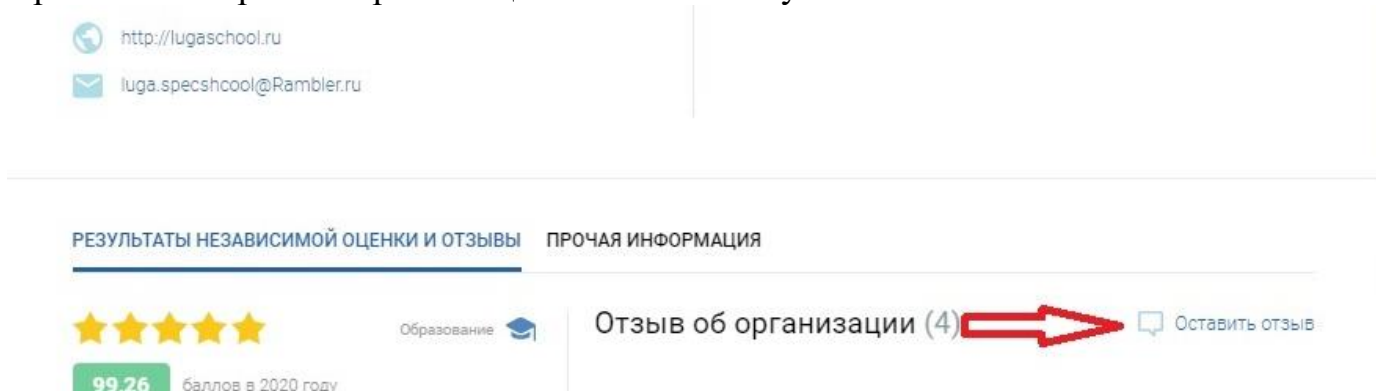 http://lugaschool.ru
luga.specshcool@Rambler.ru
РЕЗУЛЬТАТЫ НЕЗАВИСИМОЙ ОЦЕНКИ И ОТЗЫВЫ ПРОЧАЯ ИНФОРМАЦИЯ
Образование
Отзыв об организации (4)
Оставить отзыв
99.26 баллов в 2020 году